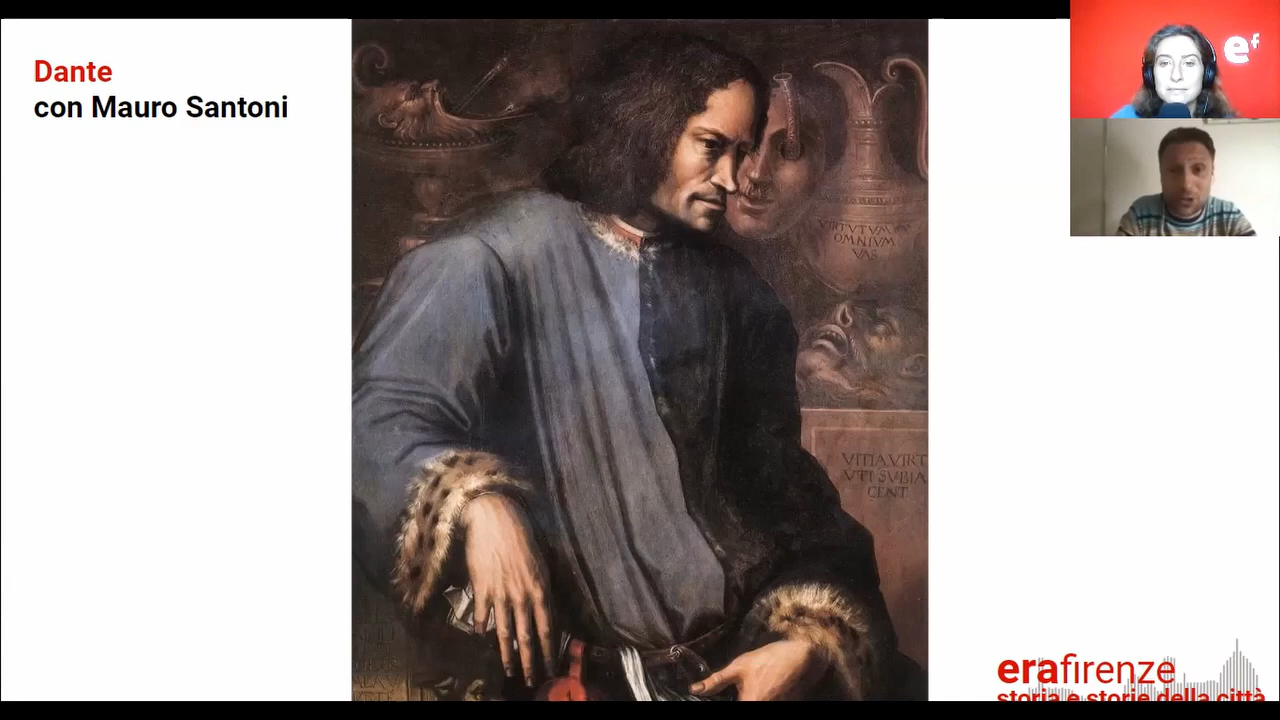 Dante
con Mauro Santoni
ef
VIRTUTUM
OMNIUM
VAS
VITIA VIRT
UTI SUBIA
CENT
erafirenze
storia e storie della città